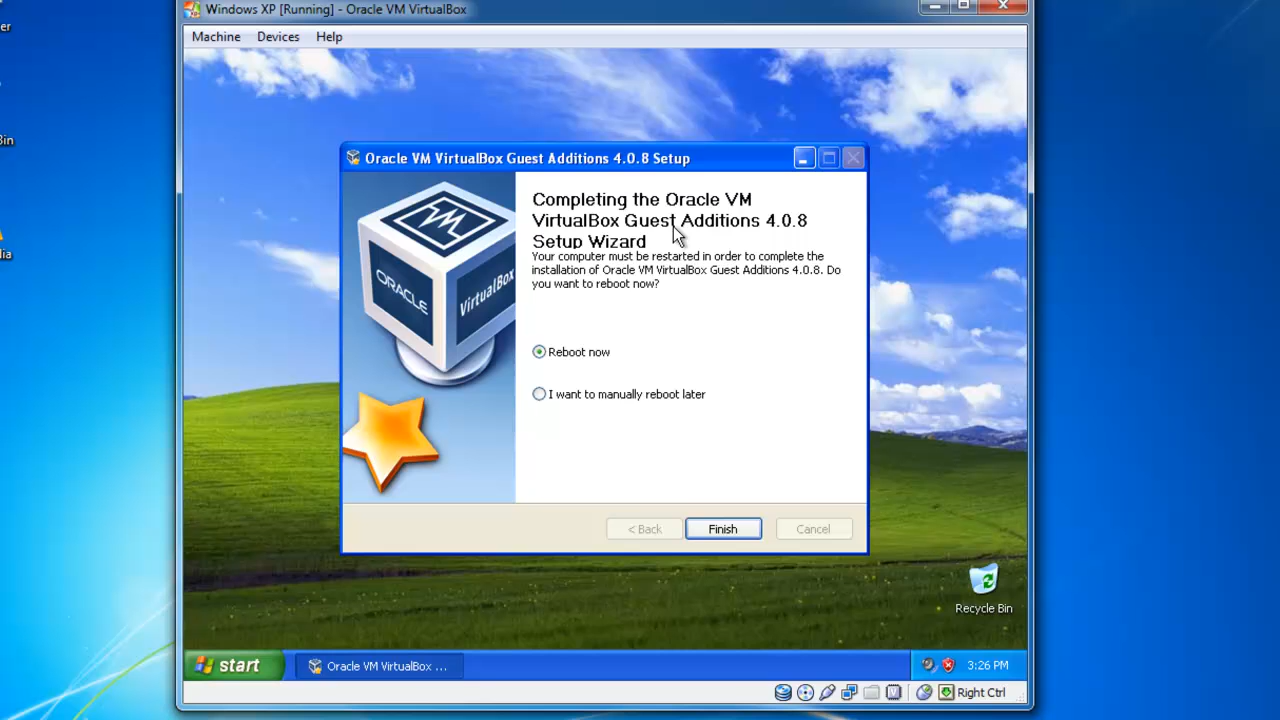 Windows XP [Running] - Oracle VM VirtualBox
Machine Devices Help
er
Bin
dia
Oracle VM VirtualBox Guest Additions 4.0.8 Setup
ORACLE
VirtualBox
Completing the Oracle VM
VirtualBox Guest Additions 4.0.8
Setup Wizard
Your computer must be restarted in order to complete the
installation of Oracle VM VirtualBox Guest Additions 4.0.8. Do
you want to reboot now?
Reboot now
I want to manually reboot later
< Back Finish Cancel
Recycle Bin
start
Oracle VM VirtualBox ...
3:26 PM
Right Ctrl